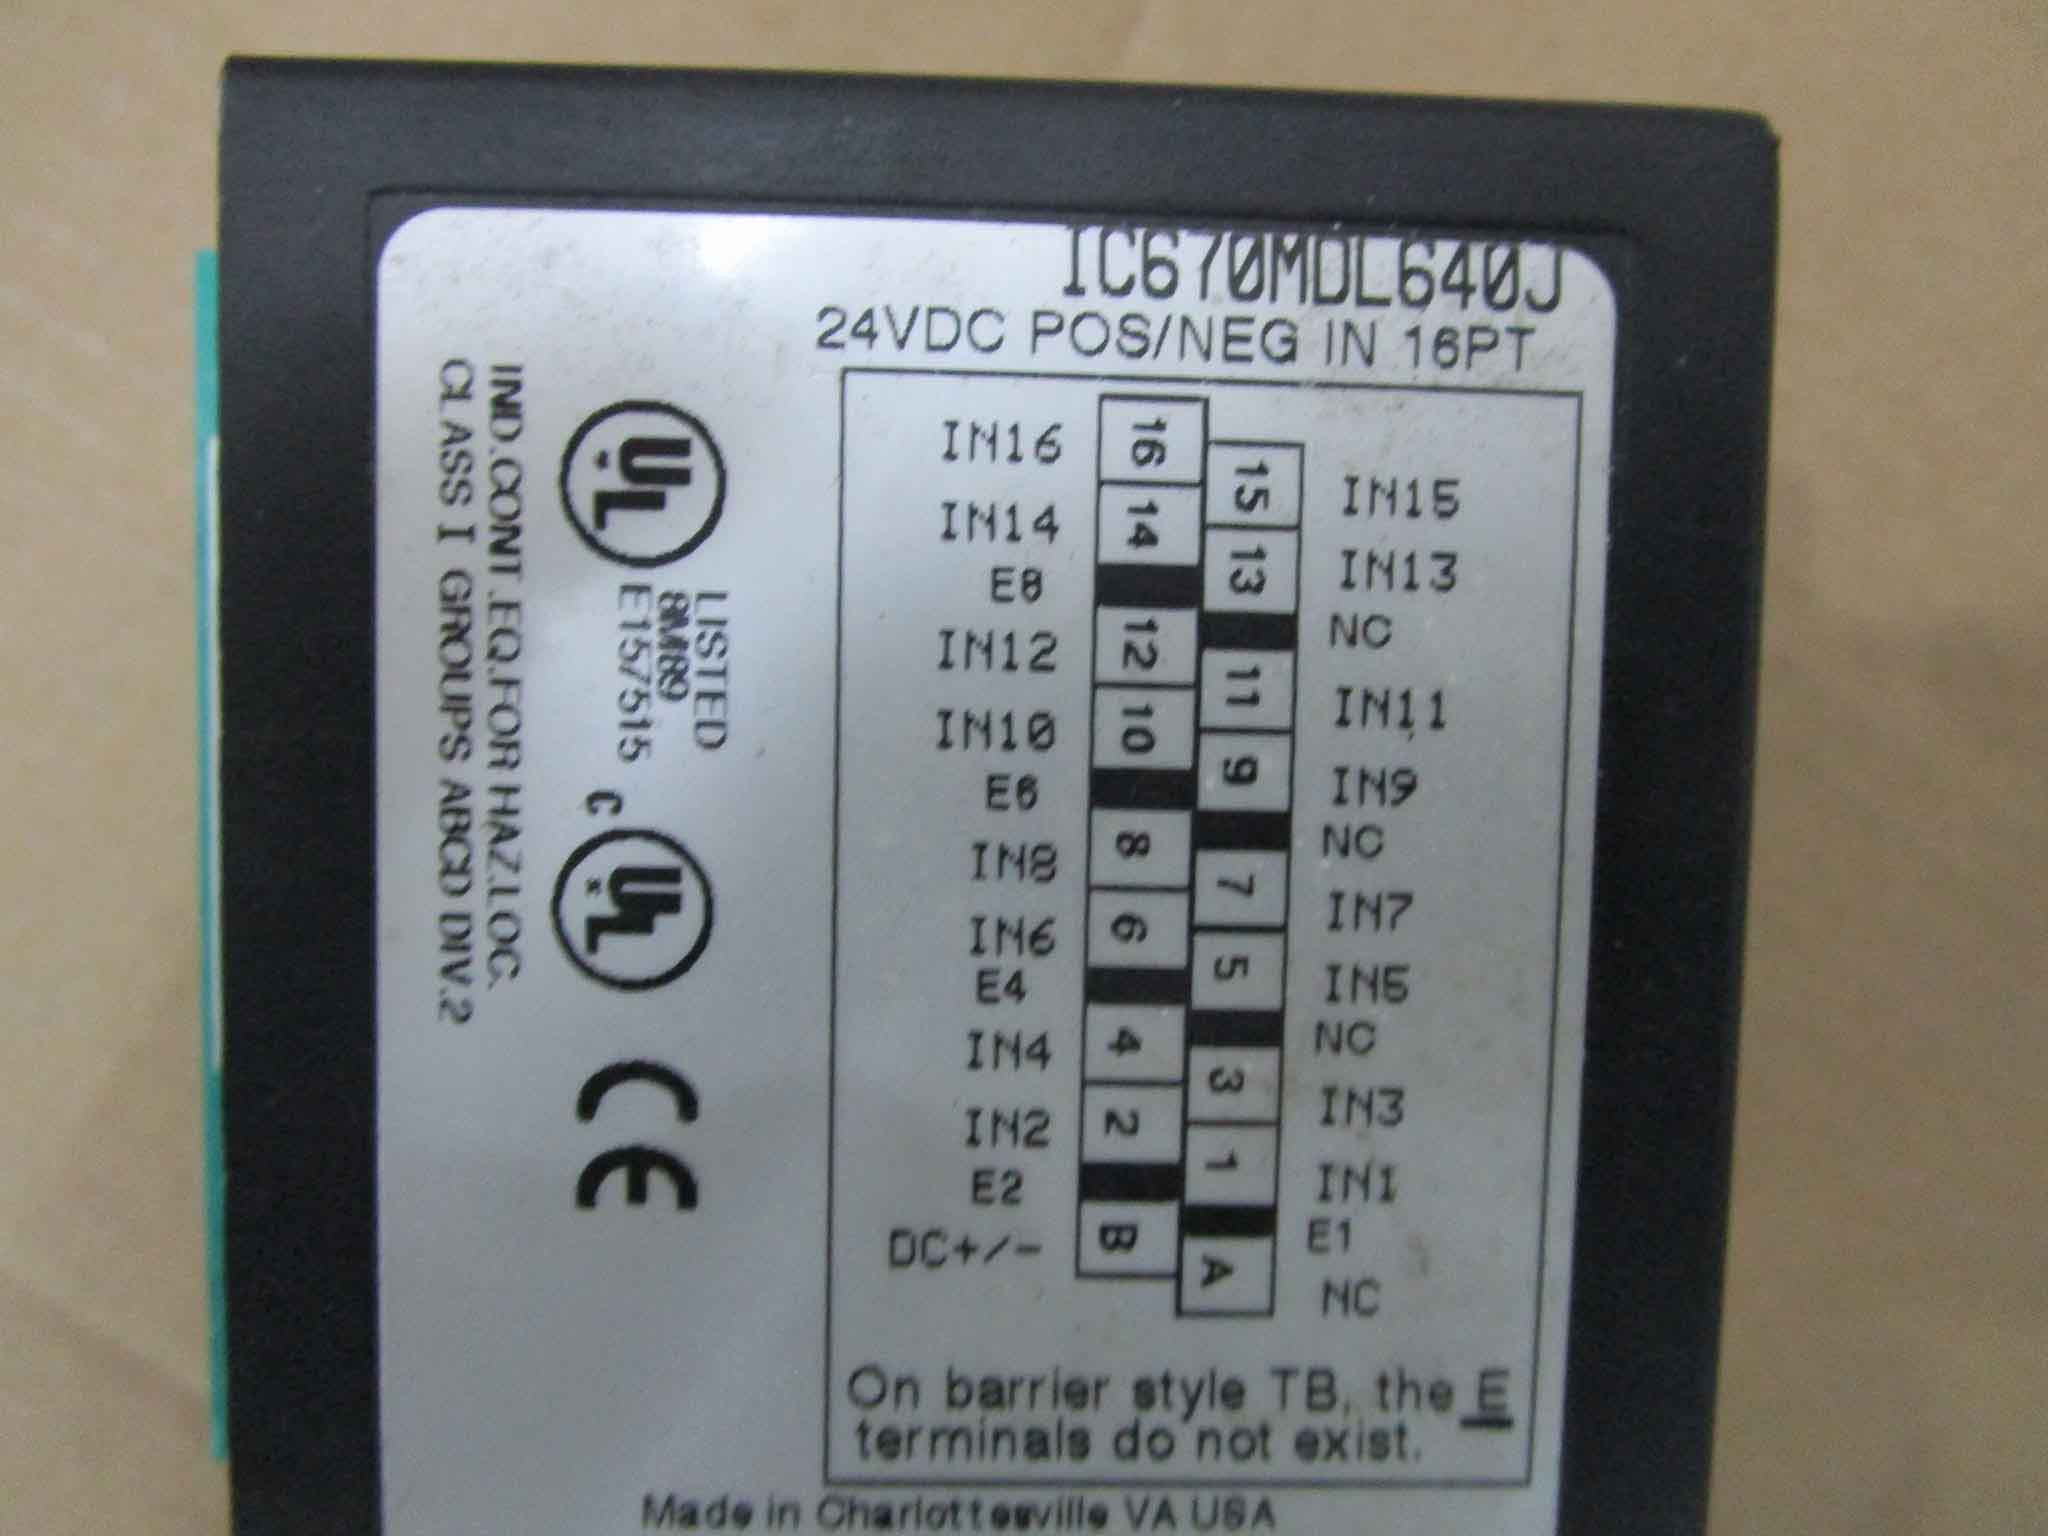 IC670MDL640J
24VDC POS/NEG IN 16PT
IN16 16
15 IN15
IN14 14
13 IN13
E8
NC
IN12 12
11 IN11
IN10 10
9 IN9
E6
NC
IN8 8
7 IN7
IN6 6
5 IN5
E4
NC
IN4 4
3 IN3
IN2 2
1 IN1
E2
E1
DC+/- B
A NC
On barrier style TB, the E
terminals do not exist.
Made in Charlottesville VA USA
UL
LISTED
8M89
E157515
C UL
IND.CONT.EQ.FOR HAZ.LOC.
CLASS I GROUPS ABCD DIV.2
CE